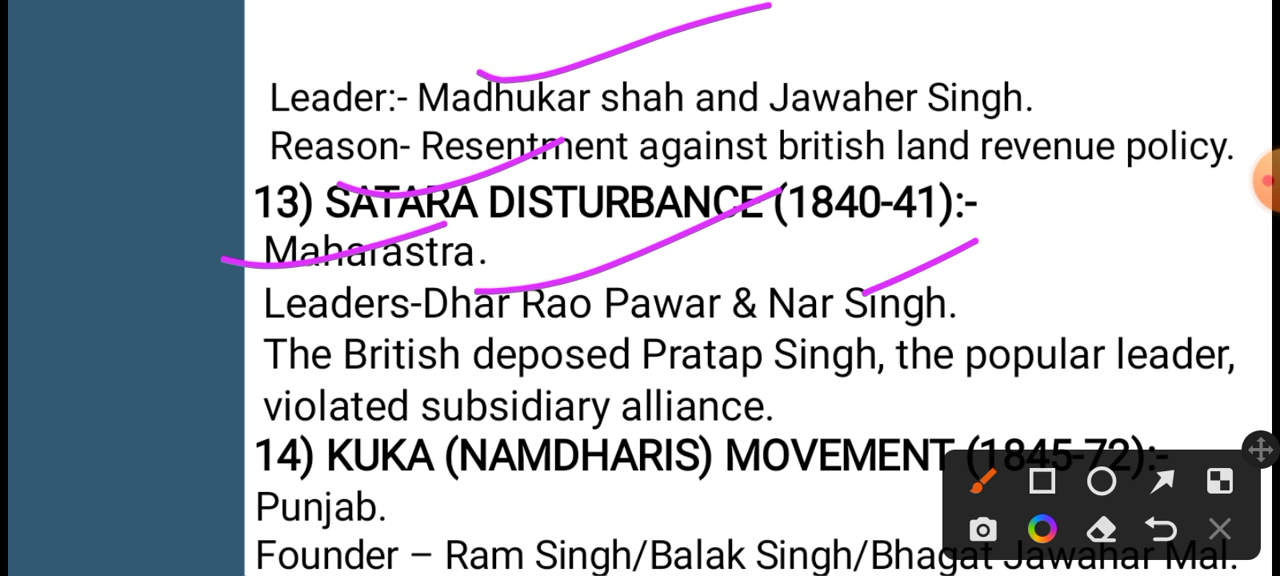 Leader:- Madhukar shah and Jawaher Singh.
Reason- Resentment against british land revenue policy.
13) SATARA DISTURBANCE (1840-41):-
Maharastra.
Leaders-Dhar Rao Pawar & Nar Singh.
The British deposed Pratap Singh, the popular leader,
violated subsidiary alliance.
14) KUKA (NAMDHARIS) MOVEMENT (1845-72):-
Punjab.
Founder – Ram Singh/Balak Singh/Bhagat Jawahar Mal.